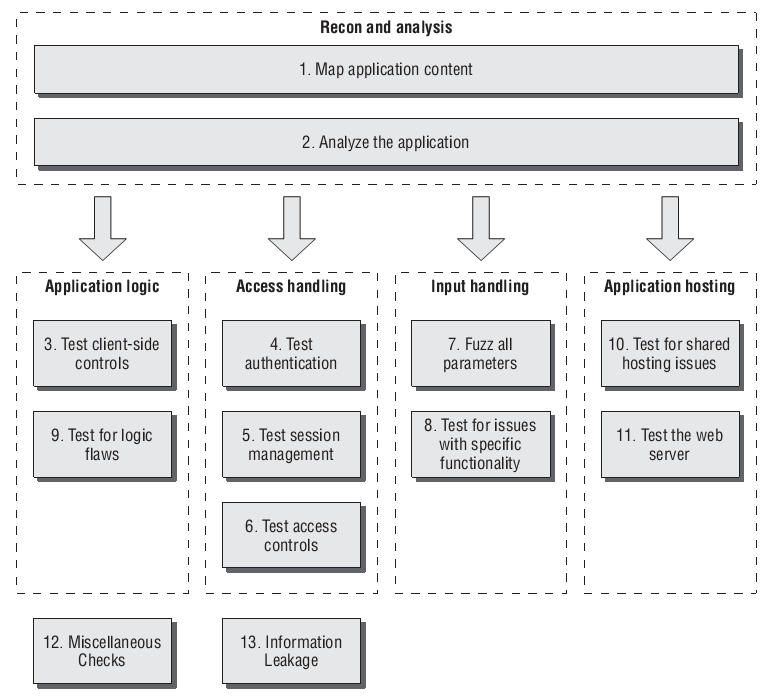 Recon and analysis
1. Map application content
2. Analyze the application
Application logic
3. Test client-side
controls
9. Test for logic
flaws
Access handling
4. Test
authentication
5. Test session
management
6. Test access
controls
Input handling
7. Fuzz all
parameters
8. Test for issues
with specific
functionality
Application hosting
10. Test for shared
hosting issues
11. Test the web
server
12. Miscellaneous
Checks
13. Information
Leakage